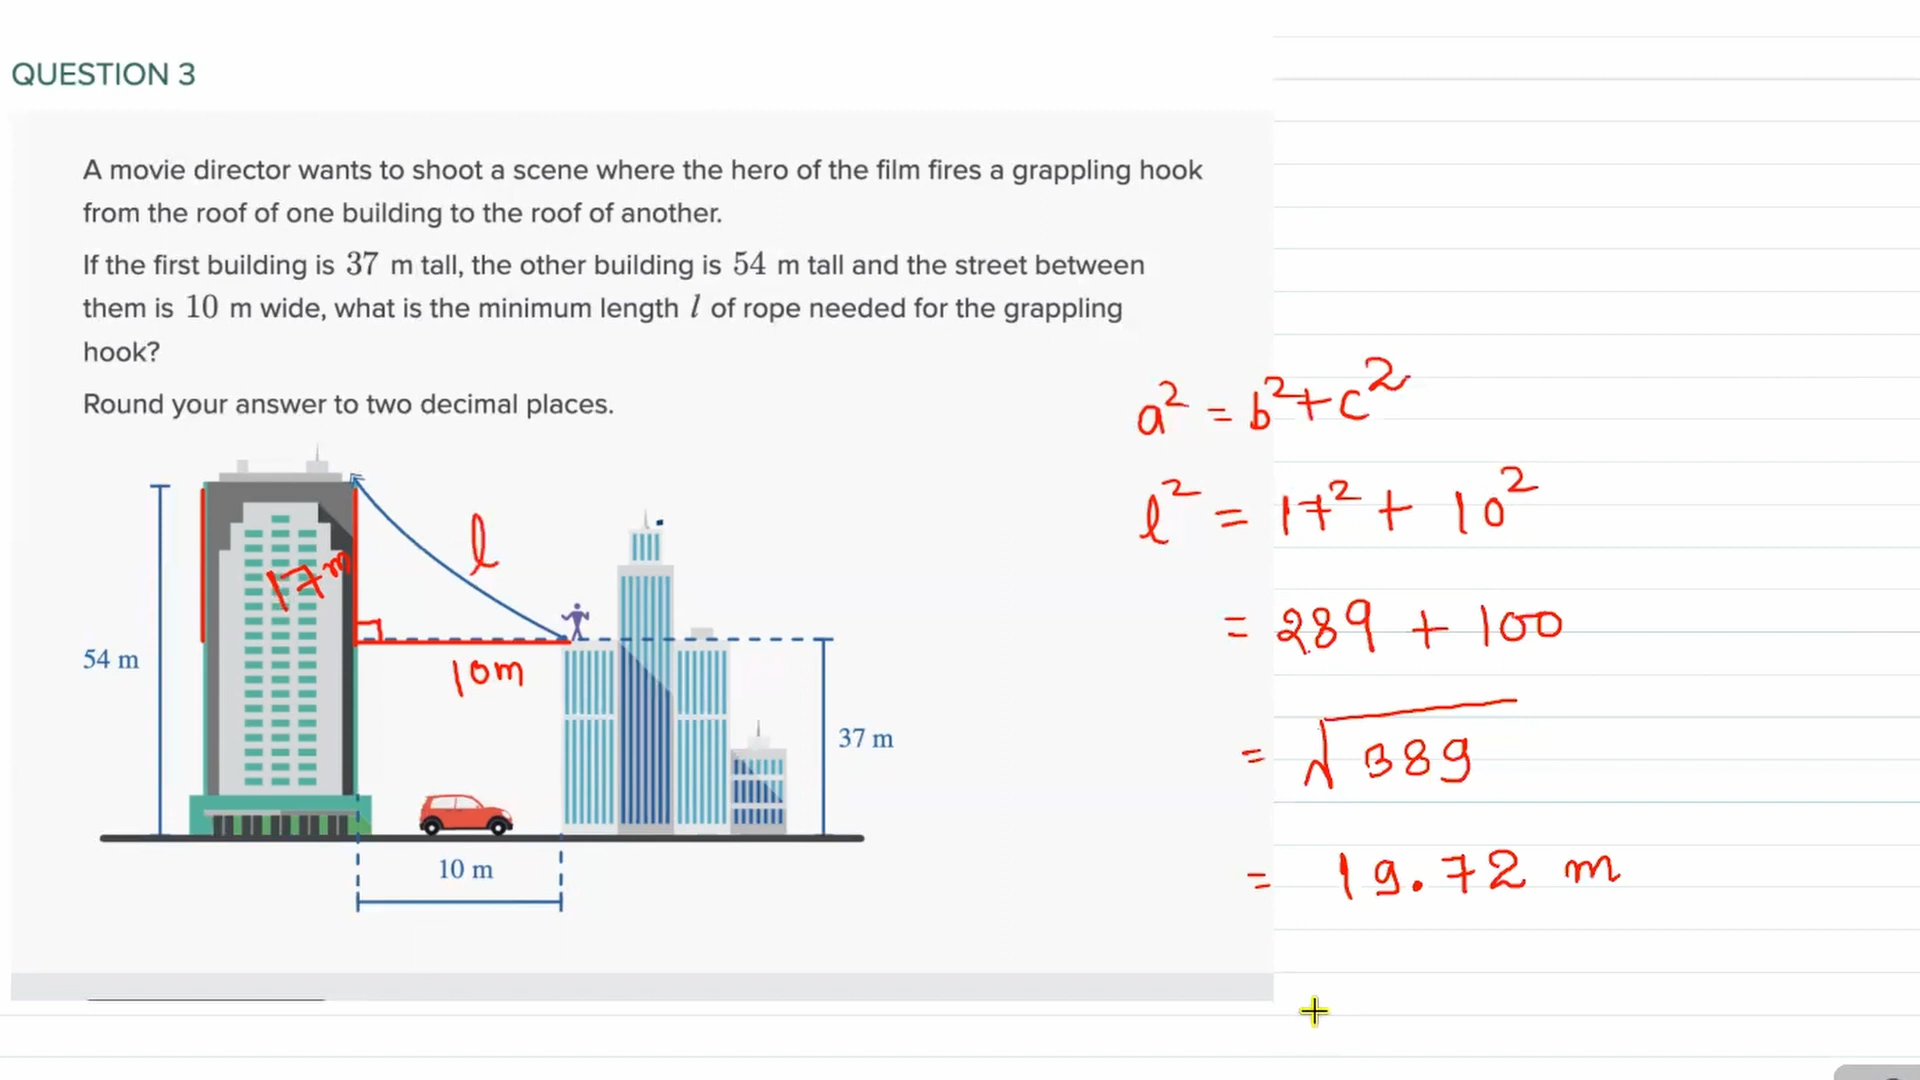 QUESTION 3
A movie director wants to shoot a scene where the hero of the film fires a grappling hook
from the roof of one building to the roof of another.
If the first building is 37 m tall, the other building is 54 m tall and the street between
them is 10 m wide, what is the minimum length l of rope needed for the grappling
hook?
Round your answer to two decimal places.
a² = b² + c²
l² = 17² + 10²
= 289 + 100
= √389
= 19.72 m
l
17m
54 m
10m
37 m
10 m